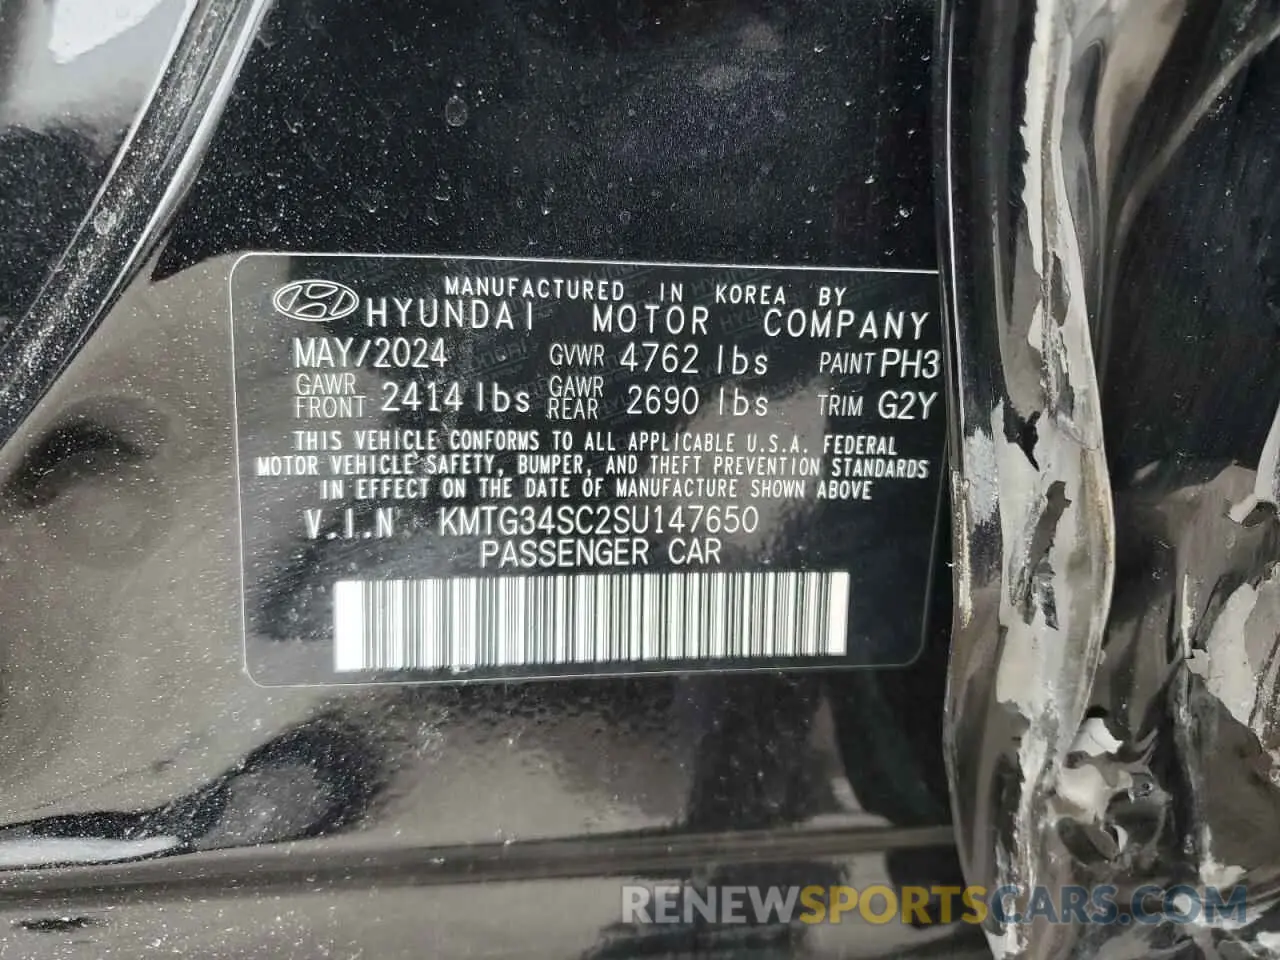 MANUFACTURED IN KOREA BY
HYUNDAI MOTOR COMPANY
MAY/2024 GVWR 4762 lbs PAINT PH3
GAWR FRONT 2414 lbs GAWR REAR 2690 lbs TRIM G2Y
THIS VEHICLE CONFORMS TO ALL APPLICABLE U.S.A. FEDERAL
MOTOR VEHICLE SAFETY, BUMPER, AND THEFT PREVENTION STANDARDS
IN EFFECT ON THE DATE OF MANUFACTURE SHOWN ABOVE
V.I.N KMTG34SC2SU147650
PASSENGER CAR
RENEWSPORTSCARS.COM